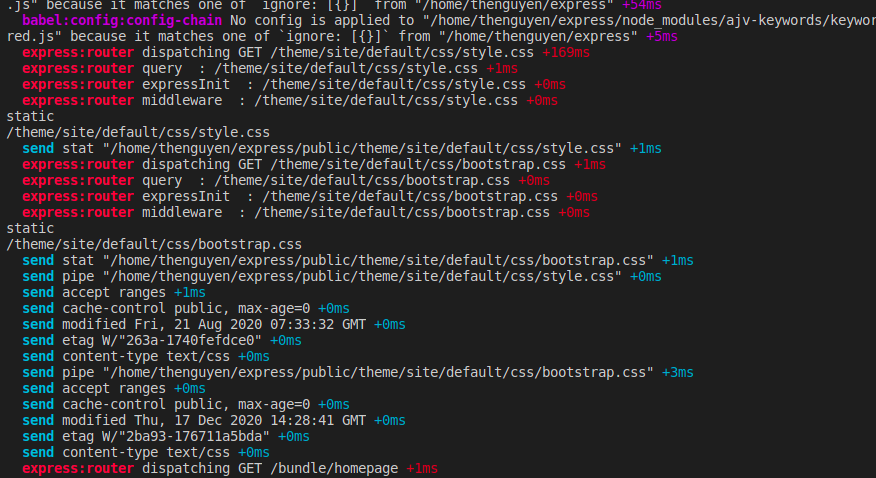 .js" because it matches one of `ignore: [{}]` from "/home/thenguyen/express" +54ms
babel:config:config-chain No config is applied to "/home/thenguyen/express/node_modules/ajv-keywords/keywor
red.js" because it matches one of `ignore: [{}]` from "/home/thenguyen/express" +5ms
express:router dispatching GET /theme/site/default/css/style.css +169ms
express:router query  : /theme/site/default/css/style.css +1ms
express:router expressInit  : /theme/site/default/css/style.css +0ms
express:router middleware  : /theme/site/default/css/style.css +0ms
static
/theme/site/default/css/style.css
send stat "/home/thenguyen/express/public/theme/site/default/css/style.css" +1ms
express:router dispatching GET /theme/site/default/css/bootstrap.css +1ms
express:router query  : /theme/site/default/css/bootstrap.css +0ms
express:router expressInit  : /theme/site/default/css/bootstrap.css +0ms
express:router middleware  : /theme/site/default/css/bootstrap.css +0ms
static
/theme/site/default/css/bootstrap.css
send stat "/home/thenguyen/express/public/theme/site/default/css/bootstrap.css" +1ms
send pipe "/home/thenguyen/express/public/theme/site/default/css/style.css" +0ms
send accept ranges +1ms
send cache-control public, max-age=0 +0ms
send modified Fri, 21 Aug 2020 07:33:32 GMT +0ms
send etag W/"263a-1740fefdce0" +0ms
send content-type text/css +0ms
send pipe "/home/thenguyen/express/public/theme/site/default/css/bootstrap.css" +3ms
send accept ranges +0ms
send cache-control public, max-age=0 +0ms
send modified Thu, 17 Dec 2020 14:28:41 GMT +0ms
send etag W/"2ba93-176711a5bda" +0ms
send content-type text/css +0ms
express:router dispatching GET /bundle/homepage +1ms